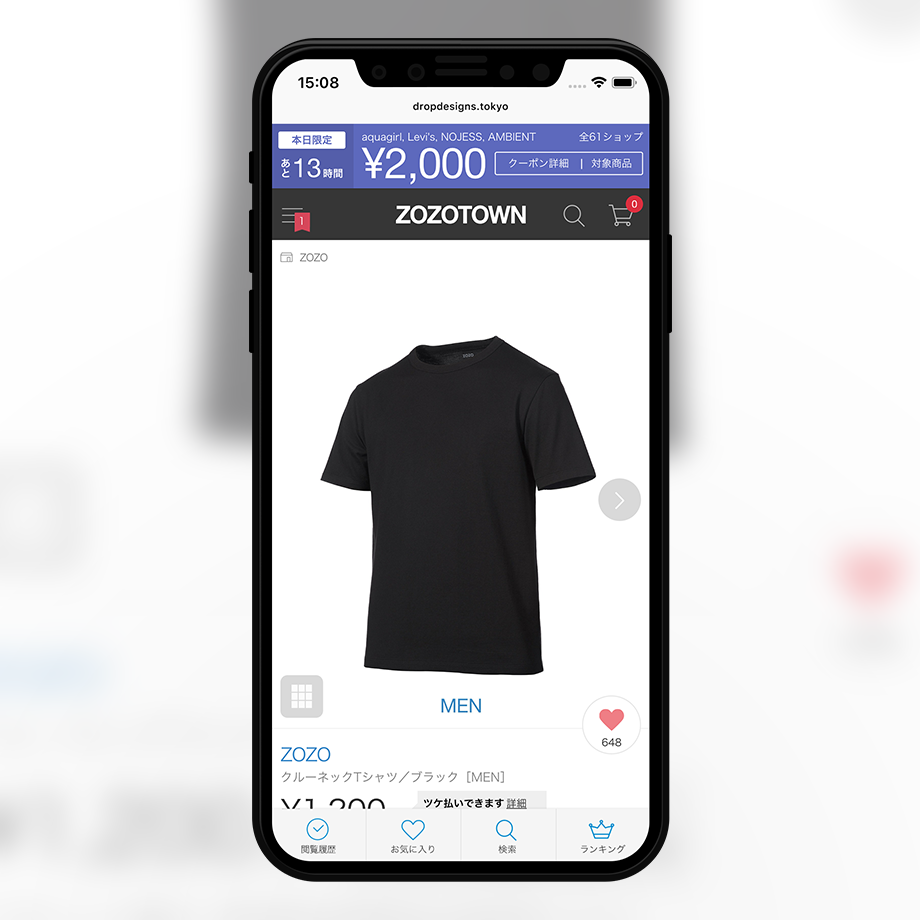 15:08
dropdesigns.tokyo
本日限定
あと13時間
aquagirl, Levi's, NOJESS, AMBIENT
全61ショップ
¥2,000
クーポン詳細 | 対象商品
1
ZOZOTOWN
0
ZOZO
ZOZO
MEN
648
ZOZO
クルーネックTシャツ／ブラック［MEN］
¥1,200
ツケ払いできます 詳細
閲覧履歴
お気に入り
検索
ランキング